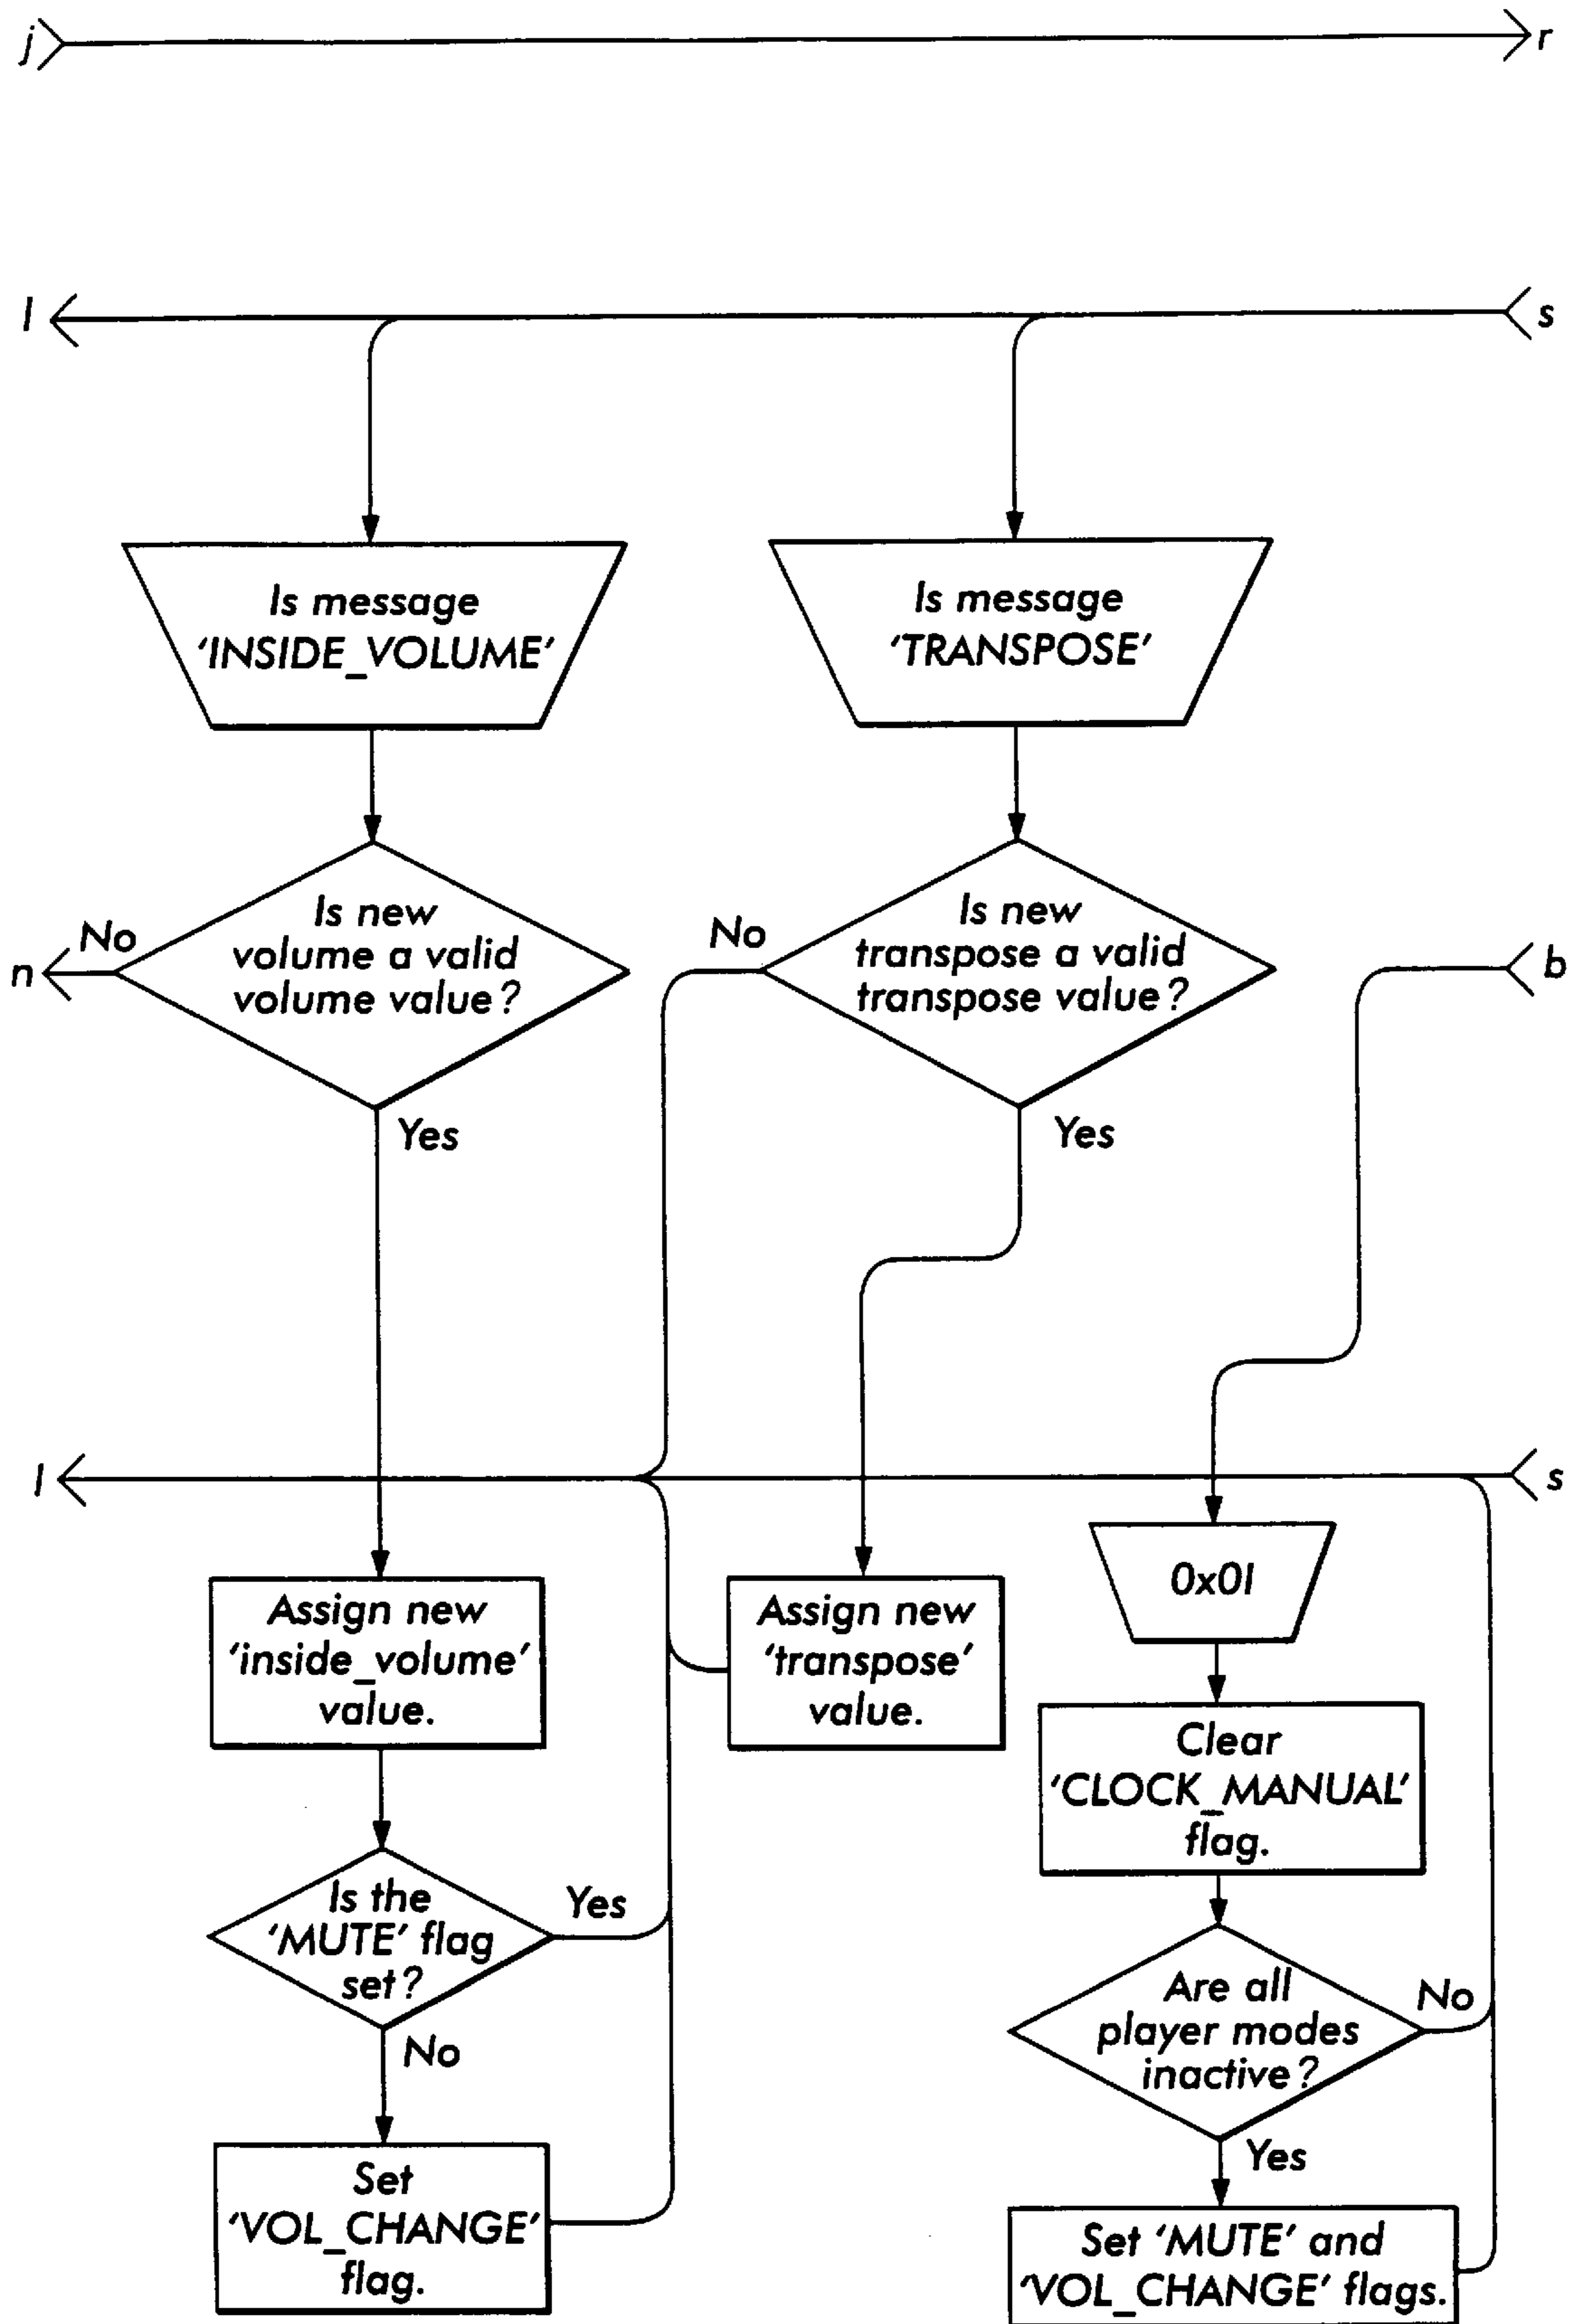 j
r
l
s
Is message
'INSIDE_VOLUME'
Is message
'TRANSPOSE'
No
n
Is new
volume a valid
volume value?
Yes
No
Is new
transpose a valid
transpose value?
Yes
b
l
s
Assign new
'inside_volume'
value.
Assign new
'transpose'
value.
0x01
Clear
'CLOCK_MANUAL'
flag.
Is the
'MUTE' flag
set?
Yes
No
Are all
player modes
inactive?
No
Yes
Set
'VOL_CHANGE'
flag.
Set 'MUTE' and
'VOL_CHANGE' flags.